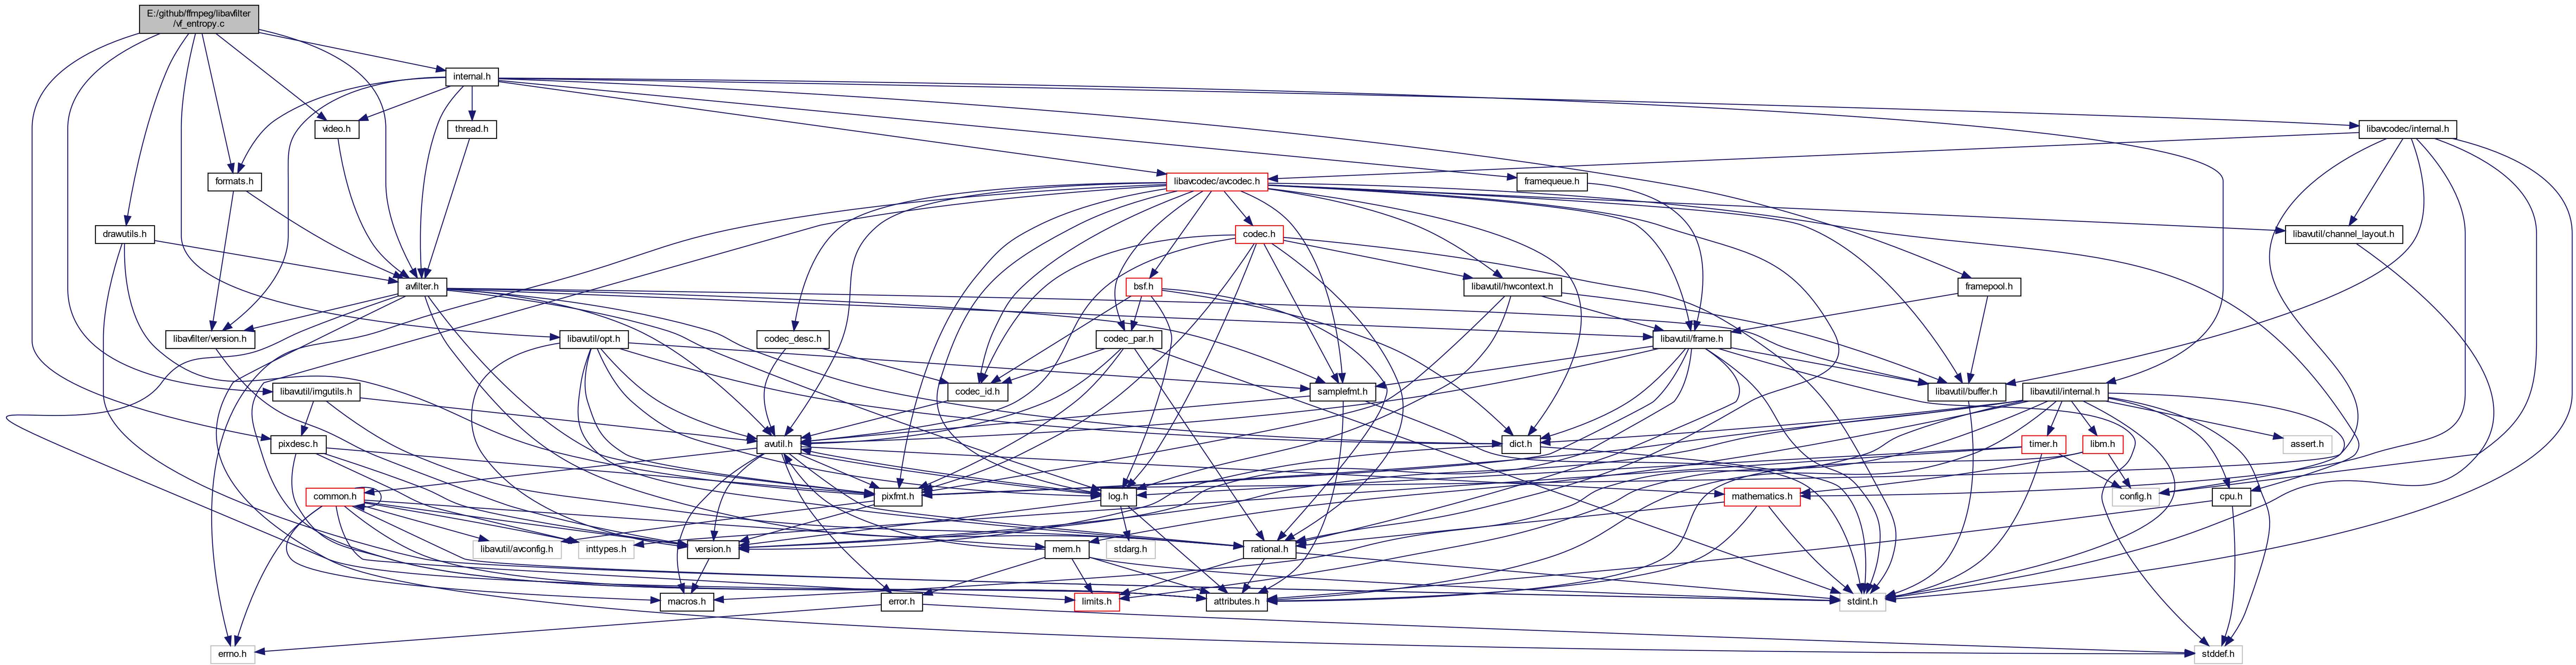 E:/github/ffmpeg/libavfilter
/vf_entropy.c
internal.h
video.h
thread.h
libavcodec/internal.h
formats.h
libavcodec/avcodec.h
framequeue.h
drawutils.h
codec.h
libavutil/channel_layout.h
avfilter.h
bsf.h
libavutil/hwcontext.h
framepool.h
libavfilter/version.h
libavutil/opt.h
codec_desc.h
codec_par.h
libavutil/frame.h
libavutil/imgutils.h
codec_id.h
samplefmt.h
libavutil/buffer.h
libavutil/internal.h
pixdesc.h
avutil.h
dict.h
timer.h
libm.h
assert.h
common.h
pixfmt.h
log.h
mathematics.h
config.h
cpu.h
libavutil/avconfig.h
inttypes.h
version.h
mem.h
stdarg.h
rational.h
macros.h
error.h
limits.h
attributes.h
stdint.h
errno.h
stddef.h